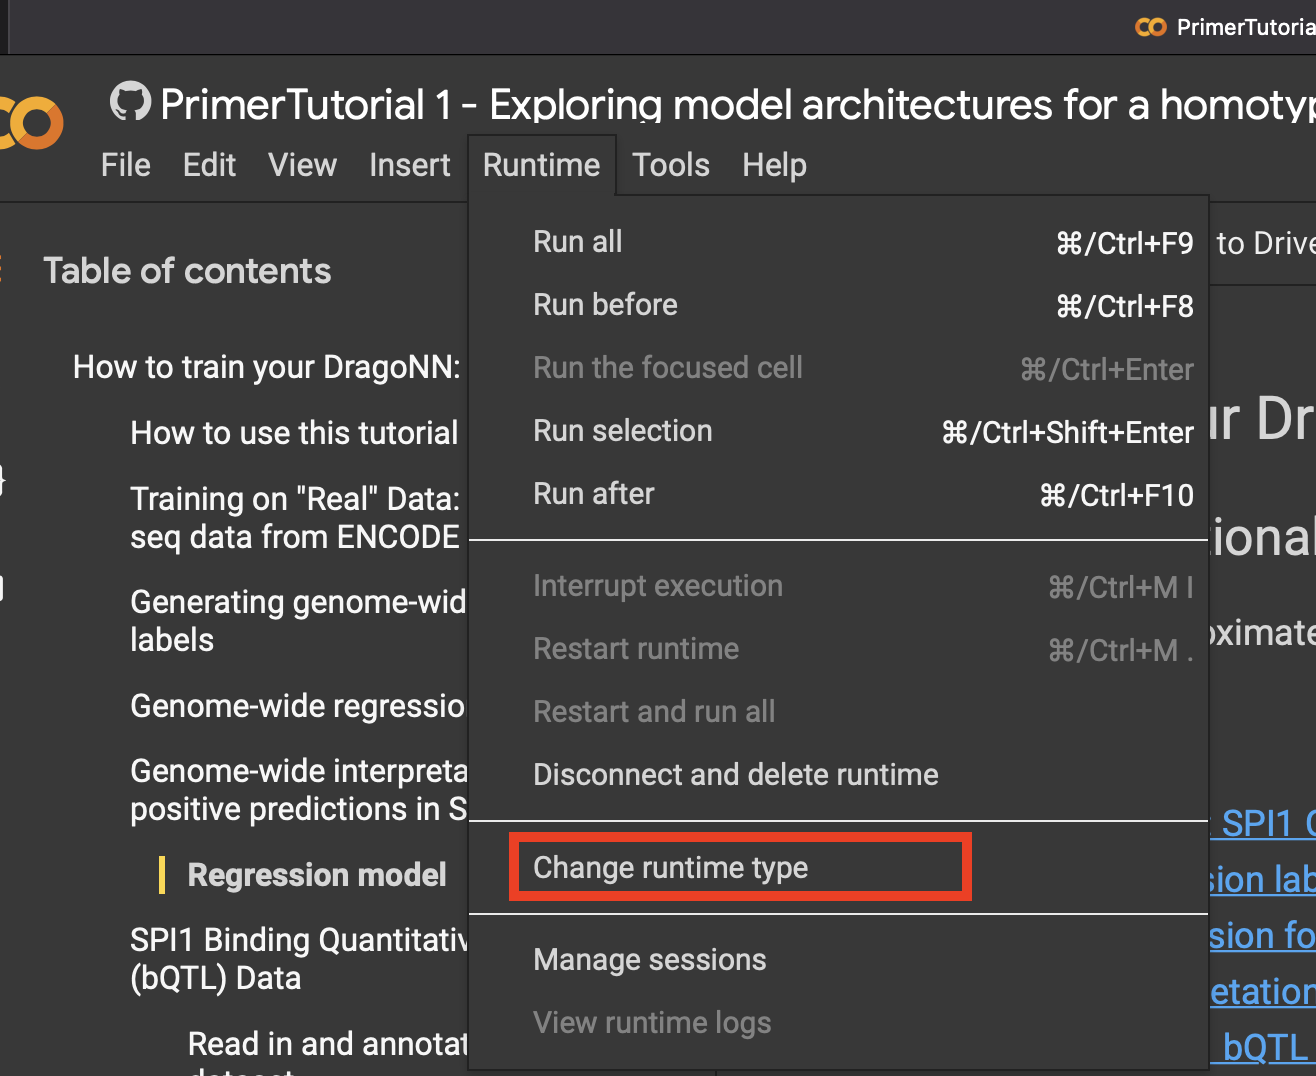 PrimerTutoria
PrimerTutorial 1 - Exploring model architectures for a homotyp
File Edit View Insert Runtime Tools Help
Table of contents
How to train your DragoNN:
How to use this tutorial
Training on "Real" Data:
seq data from ENCODE
Generating genome-wid
labels
Genome-wide regressio
Genome-wide interpreta
positive predictions in S
Regression model
SPI1 Binding Quantitativ
(bQTL) Data
Read in and annotat
Run all ⌘/Ctrl+F9
Run before ⌘/Ctrl+F8
Run the focused cell ⌘/Ctrl+Enter
Run selection ⌘/Ctrl+Shift+Enter
Run after ⌘/Ctrl+F10
Interrupt execution ⌘/Ctrl+M I
Restart runtime ⌘/Ctrl+M .
Restart and run all
Disconnect and delete runtime
Change runtime type
Manage sessions
View runtime logs
to Drive
ur Dr
tional
oximate
SPI1
sion lab
sion fo
etation
bQTL